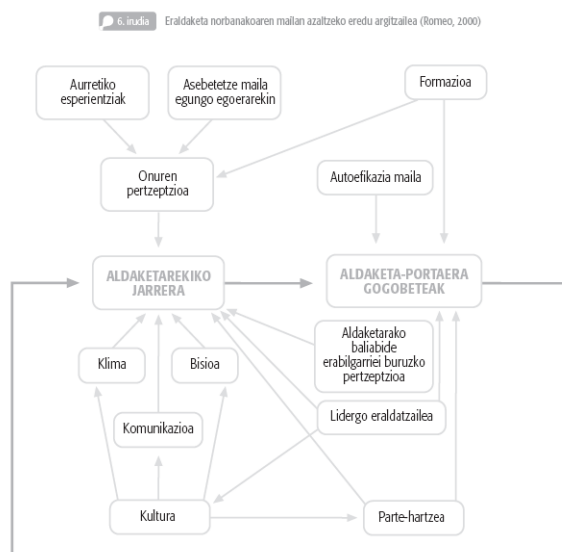 6. irudia Eraldaketa norbanakoaren mailan azaltzeko eredu argitzailea (Romeo, 2000)
Aurretiko
esperientziak
Asebetetze maila
egungo egoerarekin
Formazioa
Onuren
pertzeptzioa
Autoefikazia maila
ALDAKETAREKIKO
JARRERA
ALDAKETA-PORTAERA
GOGOBETEAK
Klima
Bisioa
Aldaketarako
baliabide
erabilgarriei buruzko
pertzeptzioa
Komunikazioa
Lidergo eraldatzailea
Kultura
Parte-hartzea